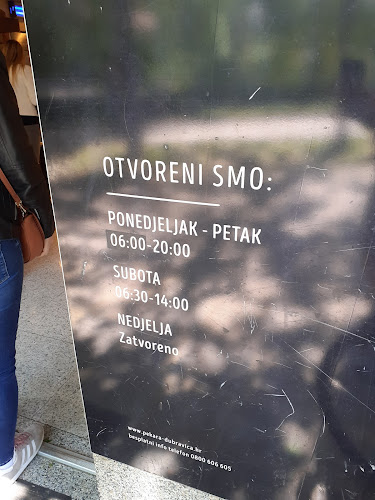 OTVORENI SMO:
PONEDJELJAK - PETAK
06:00-20:00
SUBOTA
06:30-14:00
NEDJELJA
Zatvoreno
www.pekara-dubravica.hr
besplatni info telefon 0800 606 605